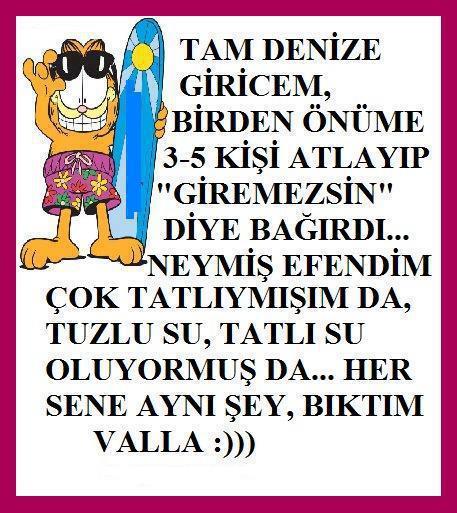 TAM DENİZE
GİRİCEM,
BİRDEN ÖNÜME
3-5 KİŞİ ATLAYIP
"GİREMEZSİN"
DİYE BAĞIRDI...
NEYMİŞ EFENDİM
ÇOK TATLIYMIŞIM DA,
TUZLU SU, TATLI SU
OLUYORMUŞ DA... HER
SENE AYNI ŞEY, BIKTIM
VALLA :)))